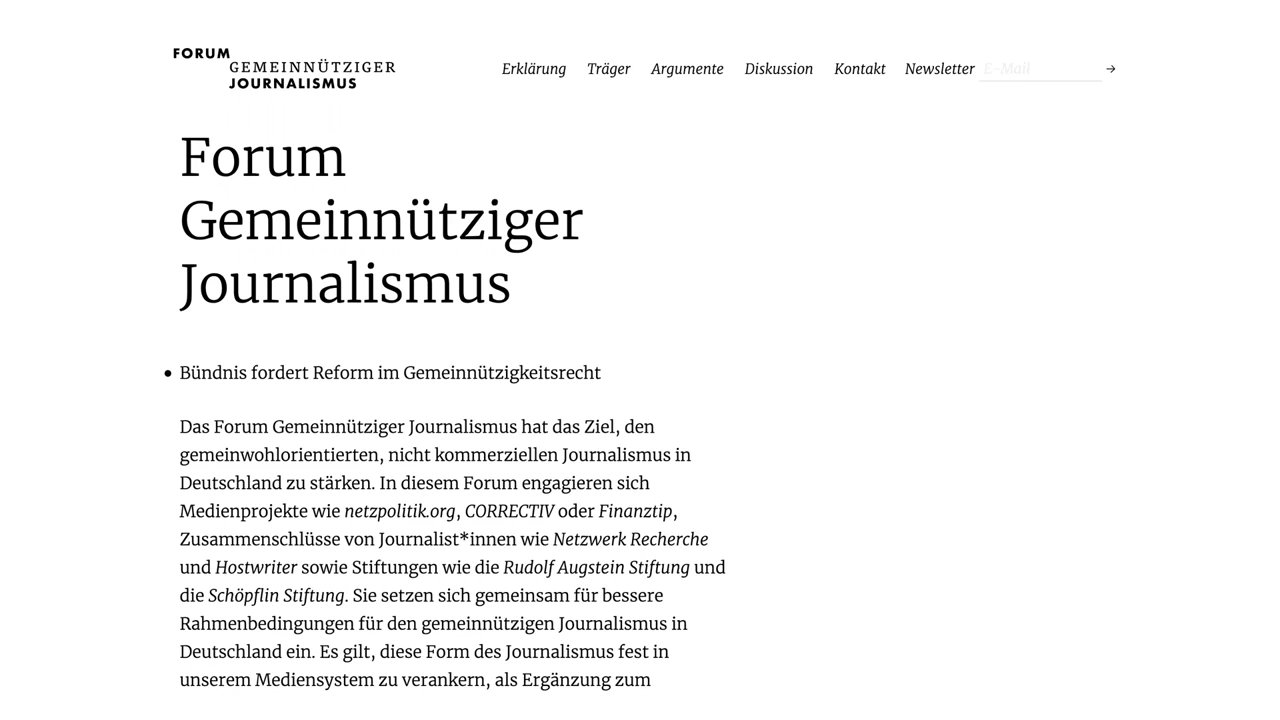 FORUM
GEMEINNÜTZIGER
JOURNALISMUS
Erklärung Träger Argumente Diskussion Kontakt Newsletter E-Mail →
Forum
Gemeinnütziger
Journalismus
• Bündnis fordert Reform im Gemeinnützigkeitsrecht
Das Forum Gemeinnütziger Journalismus hat das Ziel, den
gemeinwohlorientierten, nicht kommerziellen Journalismus in
Deutschland zu stärken. In diesem Forum engagieren sich
Medienprojekte wie netzpolitik.org, CORRECTIV oder Finanztip,
Zusammenschlüsse von Journalist*innen wie Netzwerk Recherche
und Hostwriter sowie Stiftungen wie die Rudolf Augstein Stiftung und
die Schöpflin Stiftung. Sie setzen sich gemeinsam für bessere
Rahmenbedingungen für den gemeinnützigen Journalismus in
Deutschland ein. Es gilt, diese Form des Journalismus fest in
unserem Mediensystem zu verankern, als Ergänzung zum